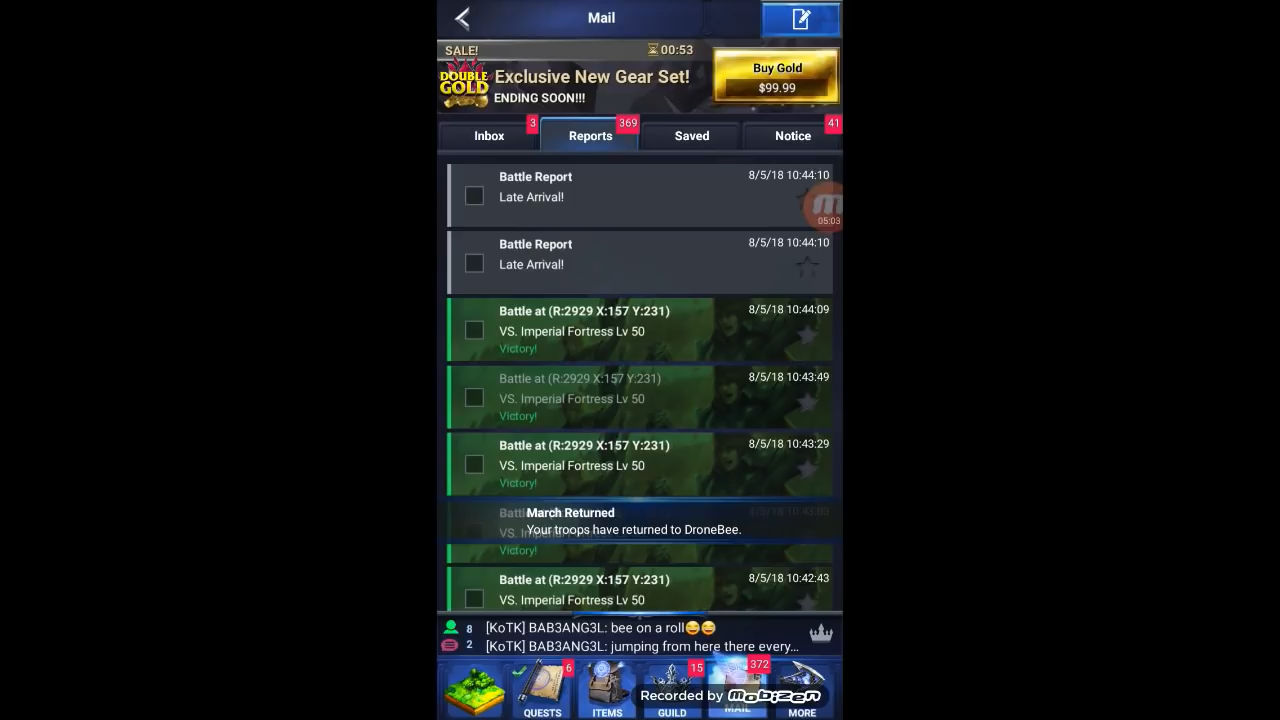 Mail
SALE!
00:53
DOUBLE GOLD
Exclusive New Gear Set!
ENDING SOON!!!
Buy Gold
$99.99
Inbox
3
Reports
369
Saved
Notice
41
Battle Report
8/5/18 10:44:10
Late Arrival!
05:03
Battle Report
8/5/18 10:44:10
Late Arrival!
Battle at (R:2929 X:157 Y:231)
8/5/18 10:44:09
VS. Imperial Fortress Lv 50
Victory!
Battle at (R:2929 X:157 Y:231)
8/5/18 10:43:49
VS. Imperial Fortress Lv 50
Victory!
Battle at (R:2929 X:157 Y:231)
8/5/18 10:43:29
VS. Imperial Fortress Lv 50
Victory!
March Returned
Your troops have returned to DroneBee.
Victory!
Battle at (R:2929 X:157 Y:231)
8/5/18 10:42:43
VS. Imperial Fortress Lv 50
8 [KoTK] BAB3ANG3L: bee on a roll😂😂
2 [KoTK] BAB3ANG3L: jumping from here there every...
6
15
372
Recorded by Mobizen
QUESTS
ITEMS
GUILD
MAIL
MORE